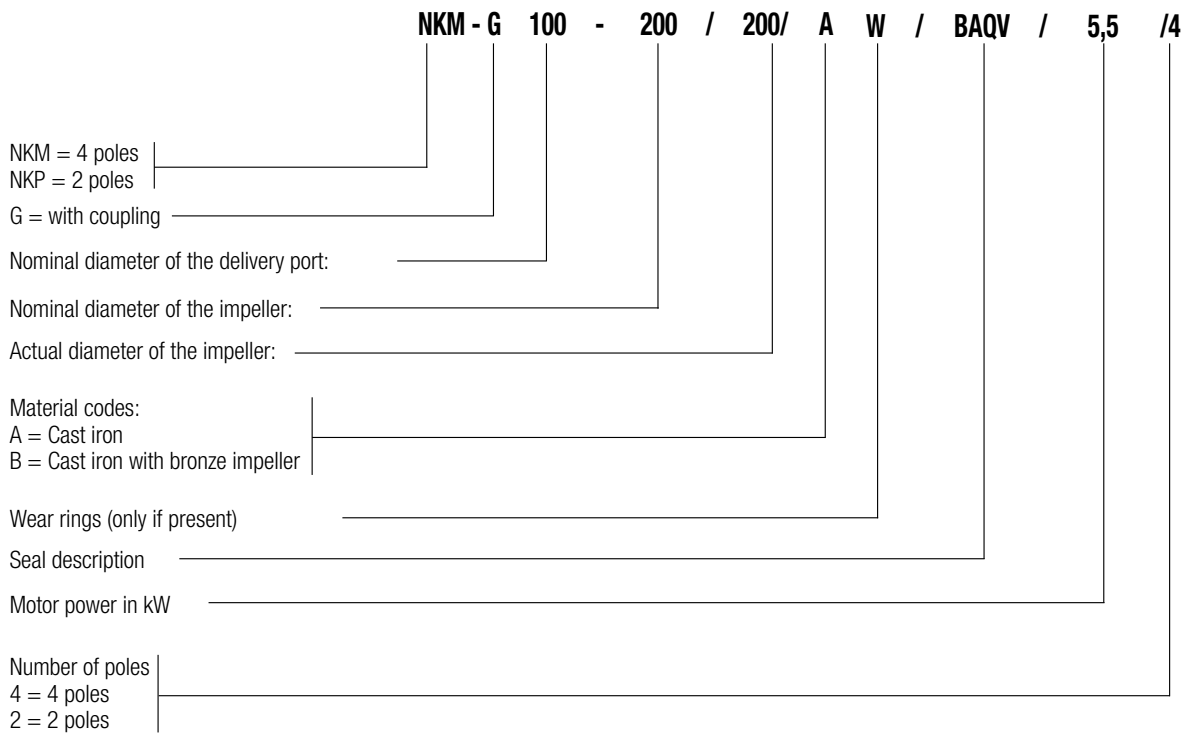 NKM - G 100 - 200 / 200/ A W / BAQV / 5,5 /4
NKM = 4 poles
NKP = 2 poles
G = with coupling
Nominal diameter of the delivery port:
Nominal diameter of the impeller:
Actual diameter of the impeller:
Material codes:
A = Cast iron
B = Cast iron with bronze impeller
Wear rings (only if present)
Seal description
Motor power in kW
Number of poles
4 = 4 poles
2 = 2 poles